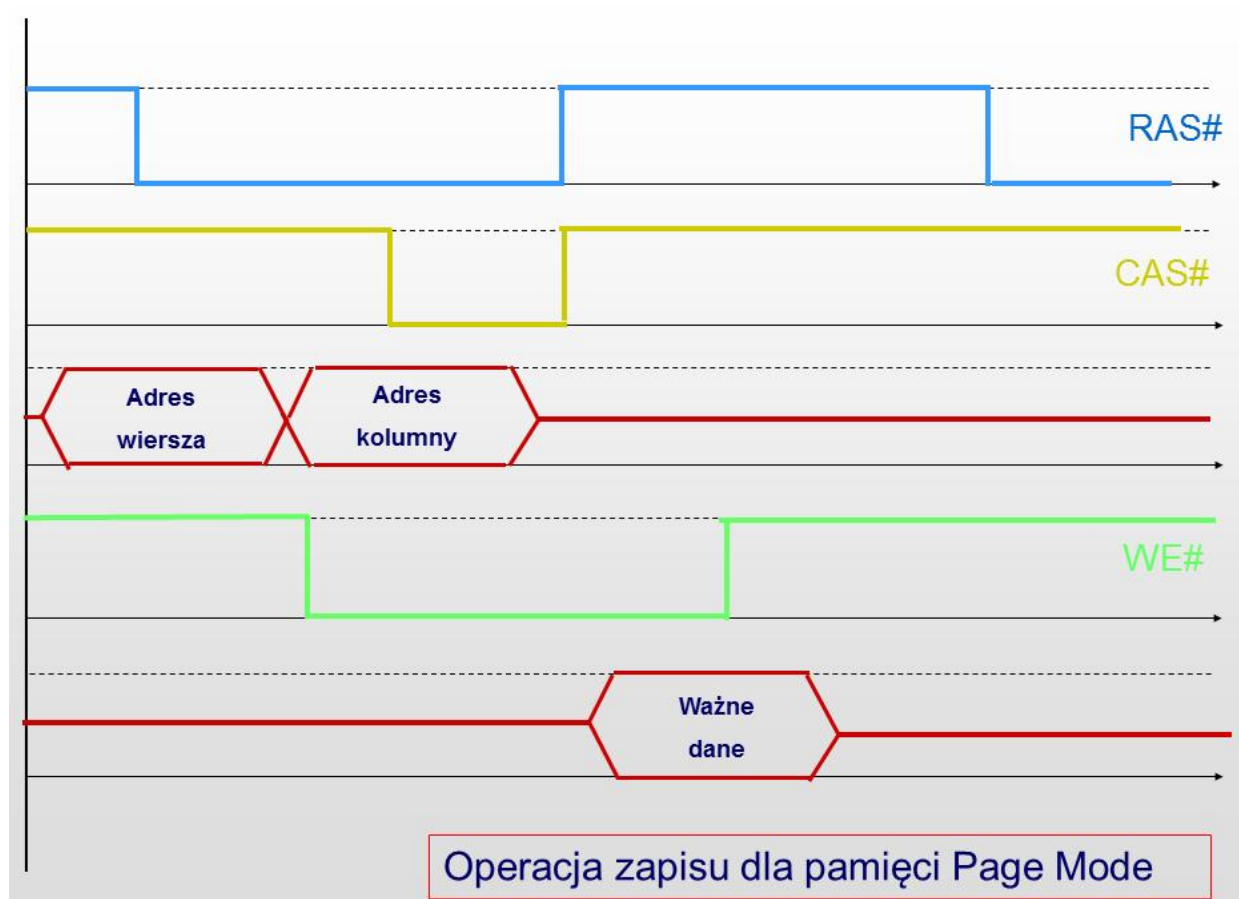 RAS#
CAS#
Adres
wiersza
Adres
kolumny
WE#
Ważne
dane
Operacja zapisu dla pamięci Page Mode